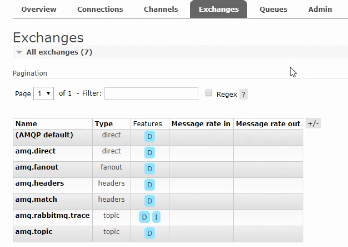 Overview Connections Channels Exchanges Queues Admin
Exchanges
All exchanges (7)
Pagination
Page 1 of 1 - Filter: Regex ?
Name Type Features Message rate in Message rate out +/-
(AMQP default) direct D
amq.direct direct D
amq.fanout fanout D
amq.headers headers D
amq.match headers D
amq.rabbitmq.trace topic D I
amq.topic topic D